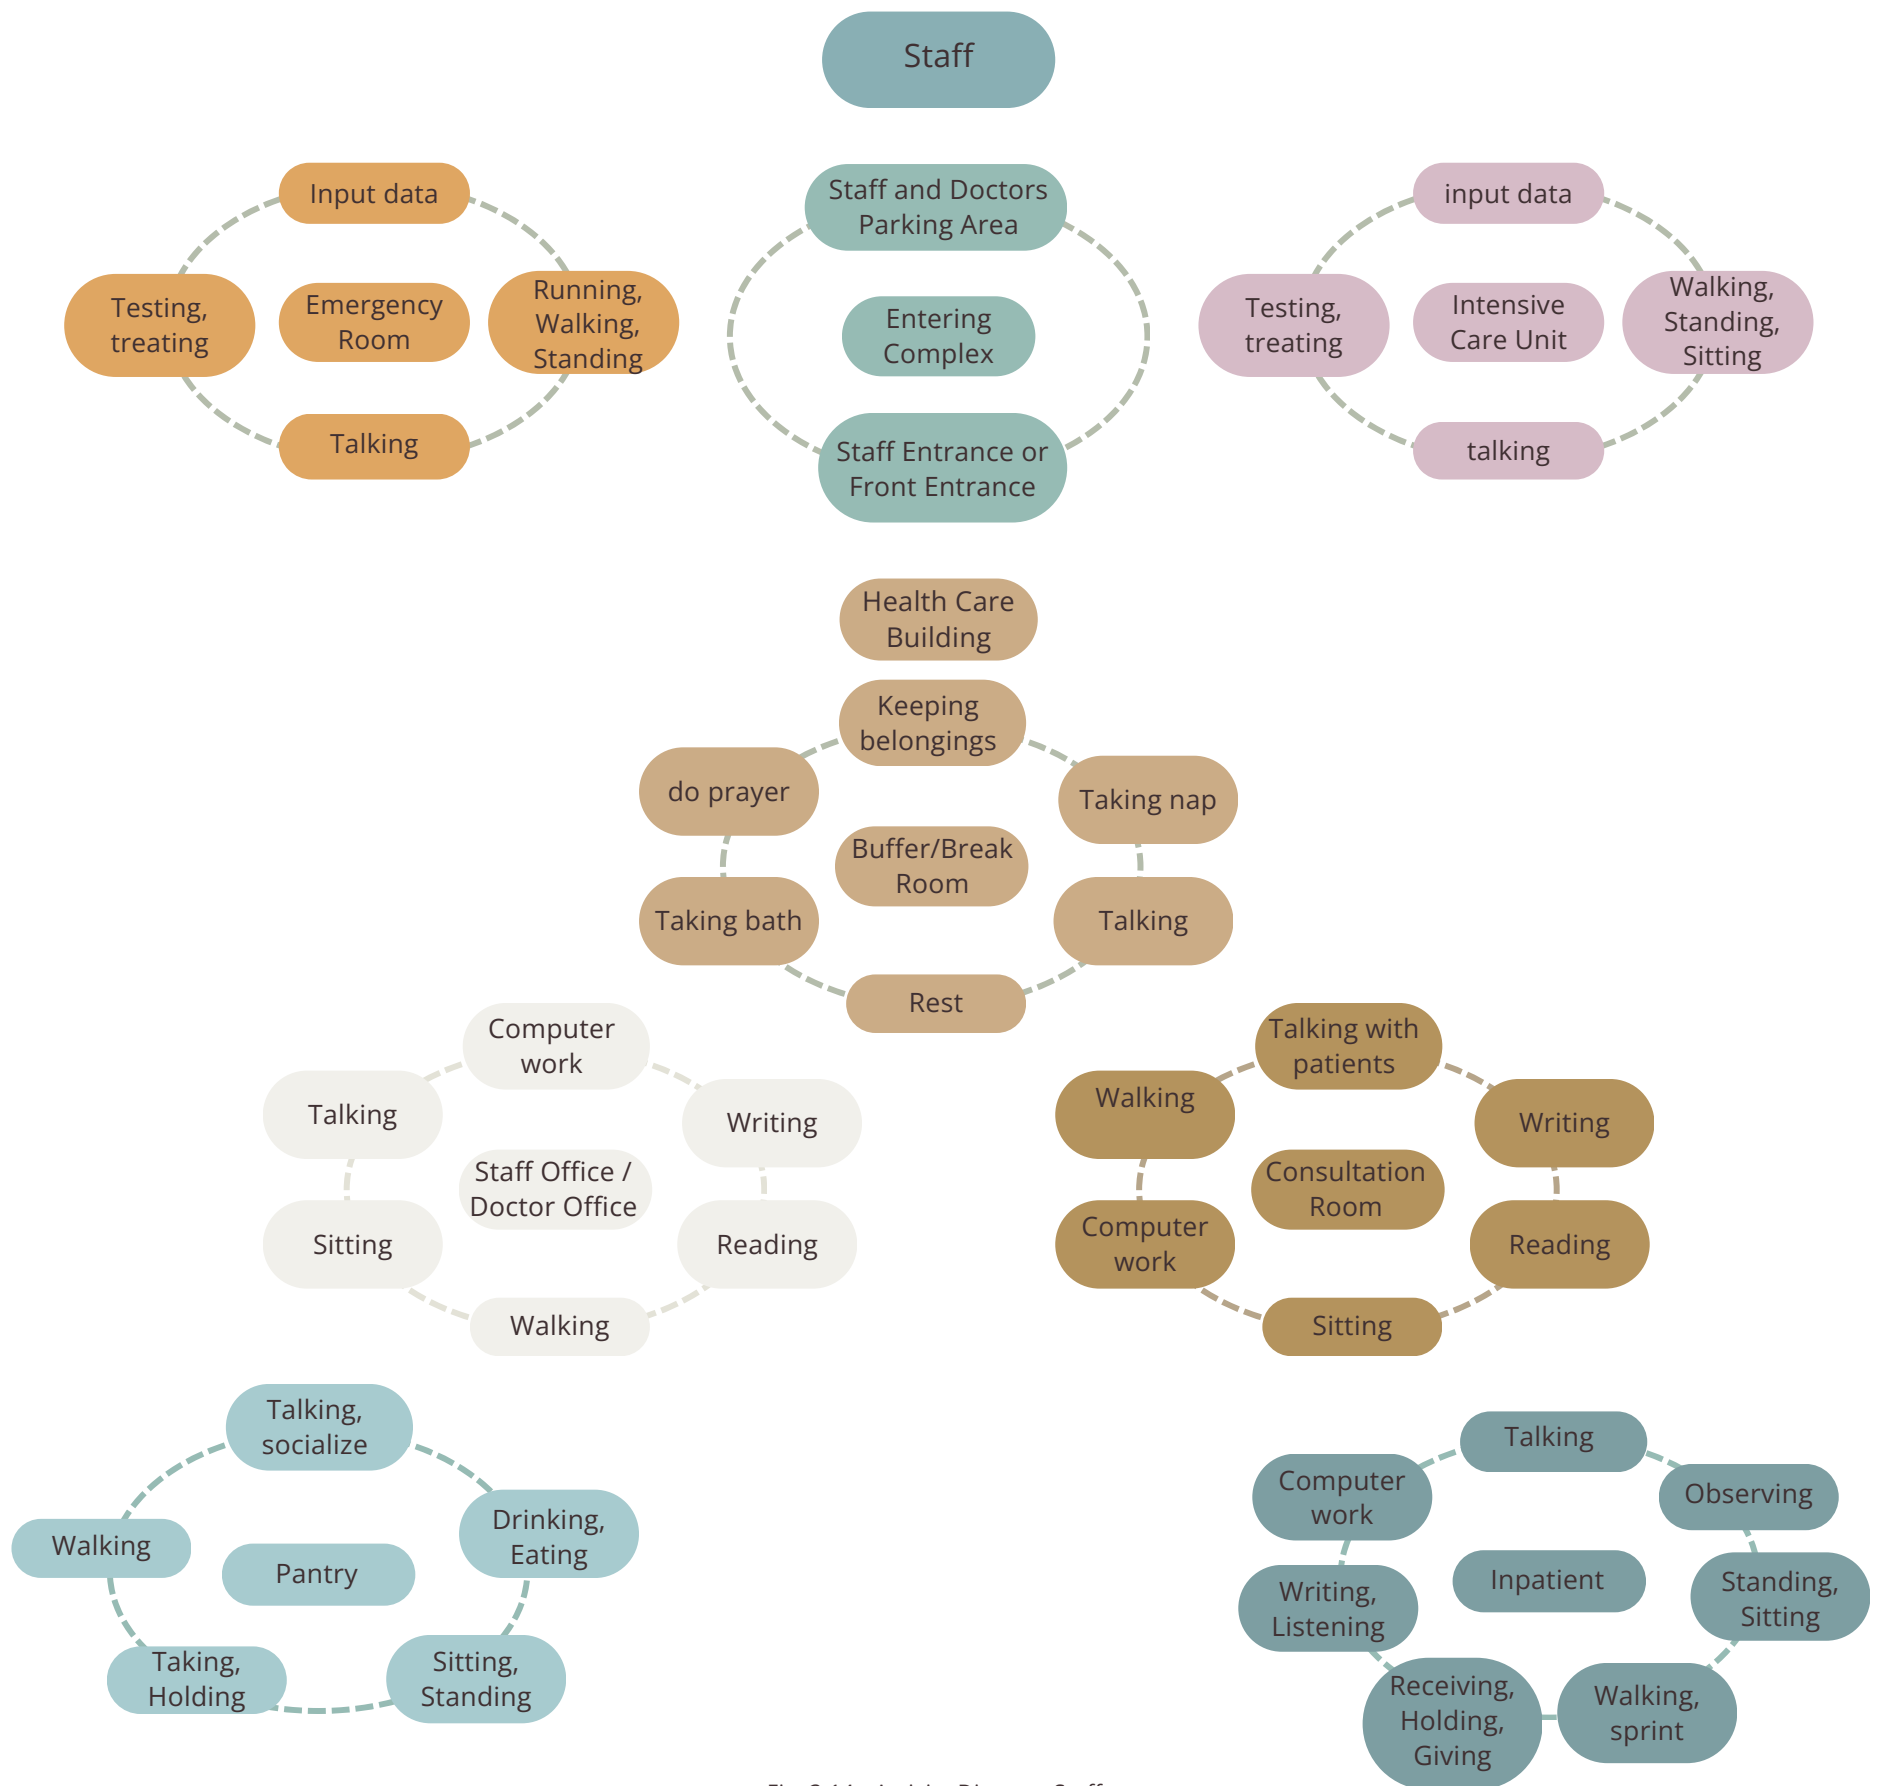 Staff
Input data
Testing,
treating
Emergency
Room
Running,
Walking,
Standing
Talking
Staff and Doctors
Parking Area
Entering
Complex
Staff Entrance or
Front Entrance
input data
Testing,
treating
Intensive
Care Unit
Walking,
Standing,
Sitting
talking
Health Care
Building
Keeping
belongings
do prayer
Taking nap
Buffer/Break
Room
Taking bath
Talking
Rest
Computer
work
Talking
Writing
Staff Office /
Doctor Office
Sitting
Reading
Walking
Talking with
patients
Walking
Writing
Consultation
Room
Computer
work
Reading
Sitting
Talking,
socialize
Walking
Drinking,
Eating
Pantry
Taking,
Holding
Sitting,
Standing
Talking
Computer
work
Observing
Inpatient
Writing,
Listening
Standing,
Sitting
Receiving,
Holding,
Giving
Walking,
sprint